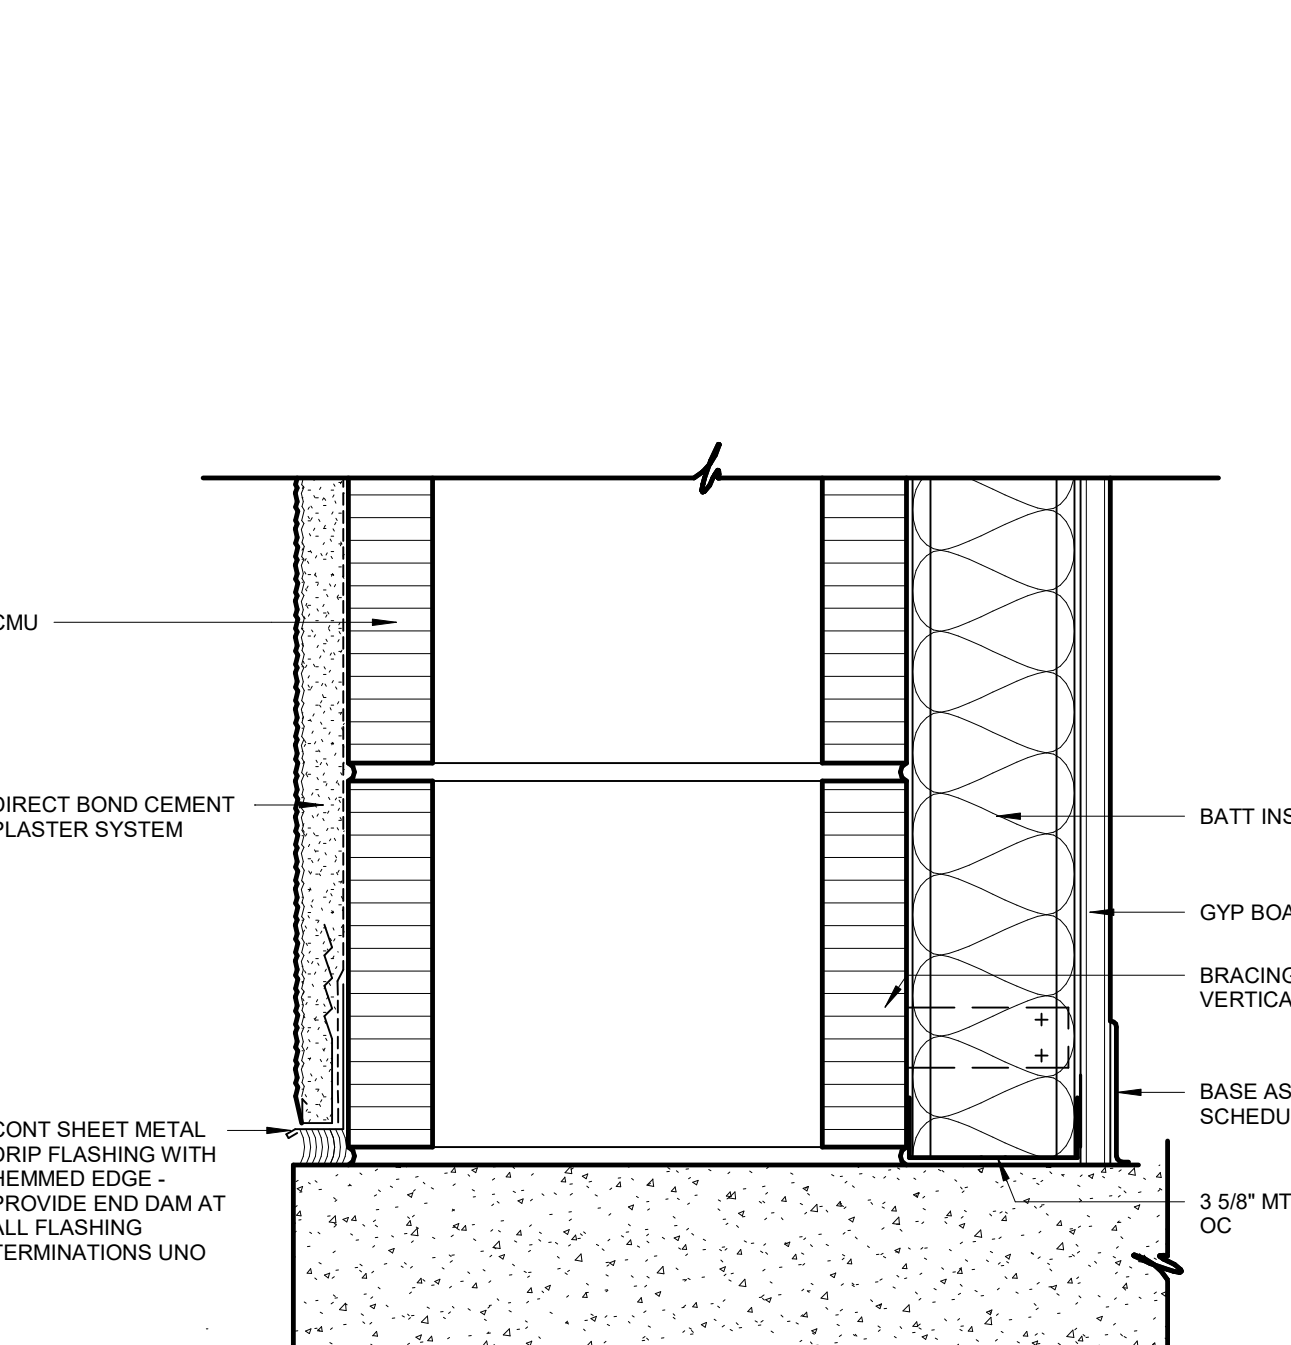 CMU
DIRECT BOND CEMENT
PLASTER SYSTEM
CONT SHEET METAL
DRIP FLASHING WITH
HEMMED EDGE -
PROVIDE END DAM AT
ALL FLASHING
TERMINATIONS UNO
BATT INS
GYP BOA
BRACING
VERTICA
BASE AS
SCHEDU
3 5/8" MT
OC